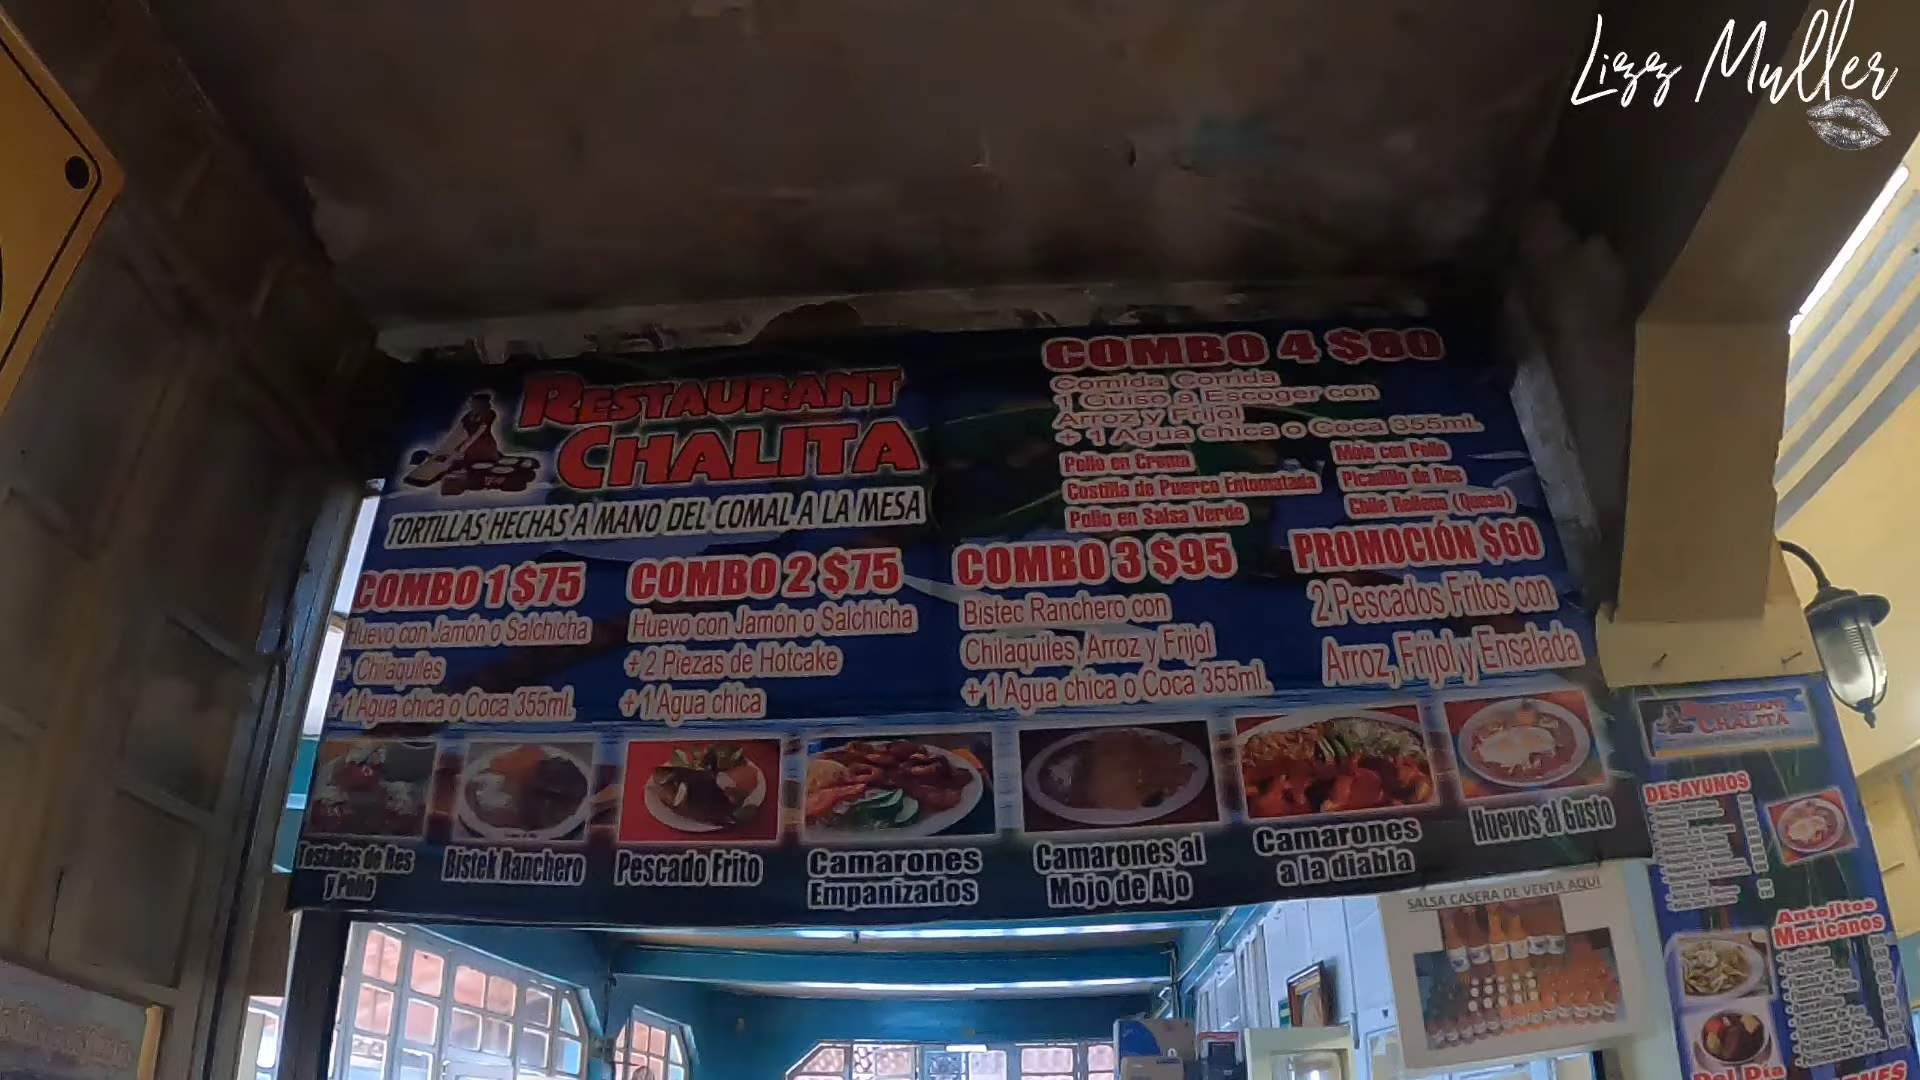 Lizz Muller
RESTAURANT
CHALITA
TORTILLAS HECHAS A MANO DEL COMAL A LA MESA
COMBO 4 $80
Comida Corrida
1 Guiso a Escoger con
Arroz y Frijol
+ 1 Agua chica o Coca 355ml.
Pollo en Crema
Costilla de Puerco Entomatada
Pollo en Salsa Verde
Mole con Pollo
Picadillo de Res
Chile Relleno (Queso)
COMBO 1 $75
Huevo con Jamón o Salchicha
+ Chilaquiles
+ 1 Agua chica o Coca 355ml.
COMBO 2 $75
Huevo con Jamón o Salchicha
+ 2 Piezas de Hotcake
+ 1 Agua chica
COMBO 3 $95
Bistec Ranchero con
Chilaquiles, Arroz y Frijol
+ 1 Agua chica o Coca 355ml.
PROMOCIÓN $60
2 Pescados Fritos con
Arroz, Frijol y Ensalada
Tostadas de Res
y Pollo
Bistek Ranchero
Pescado Frito
Camarones
Empanizados
Camarones al
Mojo de Ajo
Camarones
a la diabla
Huevos al Gusto
SALSA CASERA DE VENTA AQUI
RESTAURANT
CHALITA
DESAYUNOS
Antojitos
Mexicanos
Del Dia